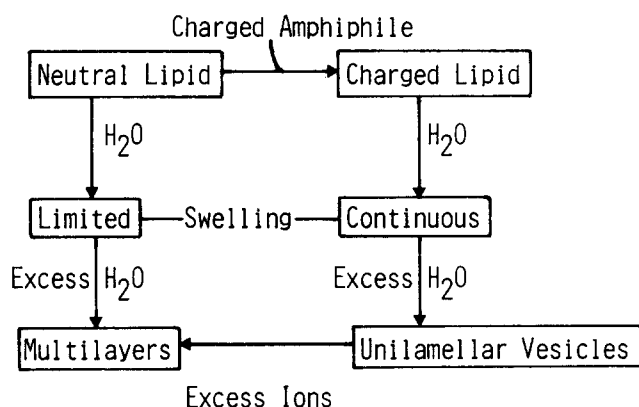 Charged Amphiphile
Neutral Lipid
Charged Lipid
H₂O
H₂O
Limited
Swelling
Continuous
Excess H₂O
Excess H₂O
Multilayers
Unilamellar Vesicles
Excess Ions